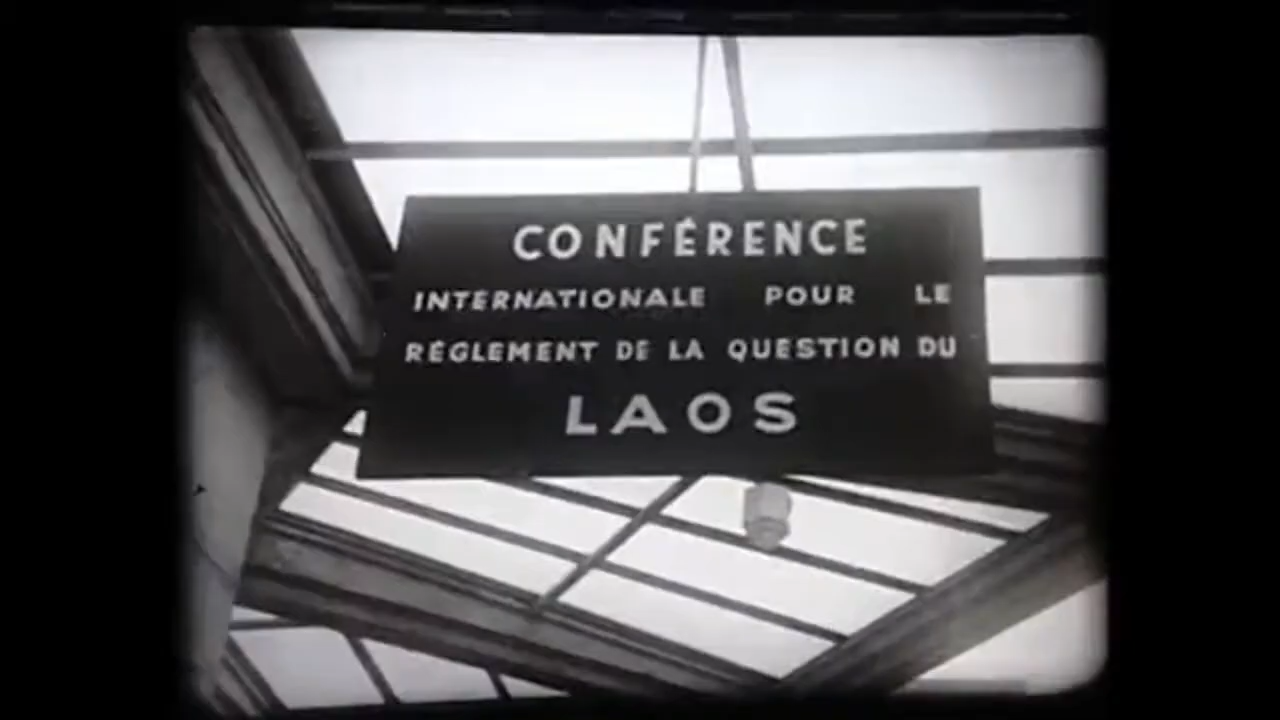 CONFÉRENCE
INTERNATIONALE POUR LE
RÉGLEMENT DE LA QUESTION DU
LAOS